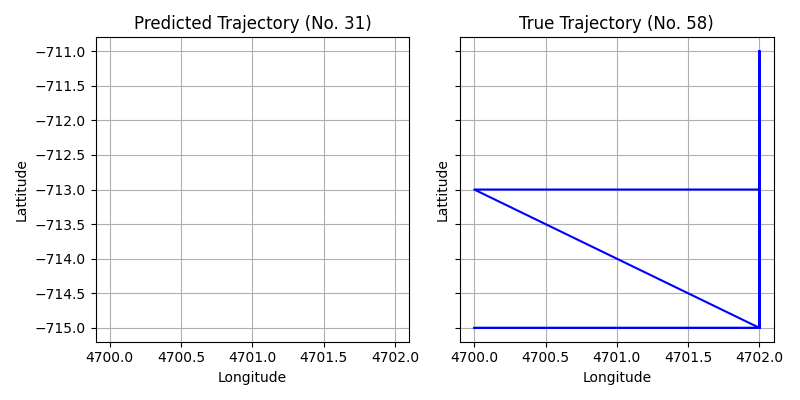 Predicted Trajectory (No. 31)
True Trajectory (No. 58)
−711.0
−711.5
−712.0
−712.5
−713.0
−713.5
−714.0
−714.5
−715.0
Lattitude
Lattitude
4700.0 4700.5 4701.0 4701.5 4702.0
4700.0 4700.5 4701.0 4701.5 4702.0
Longitude
Longitude